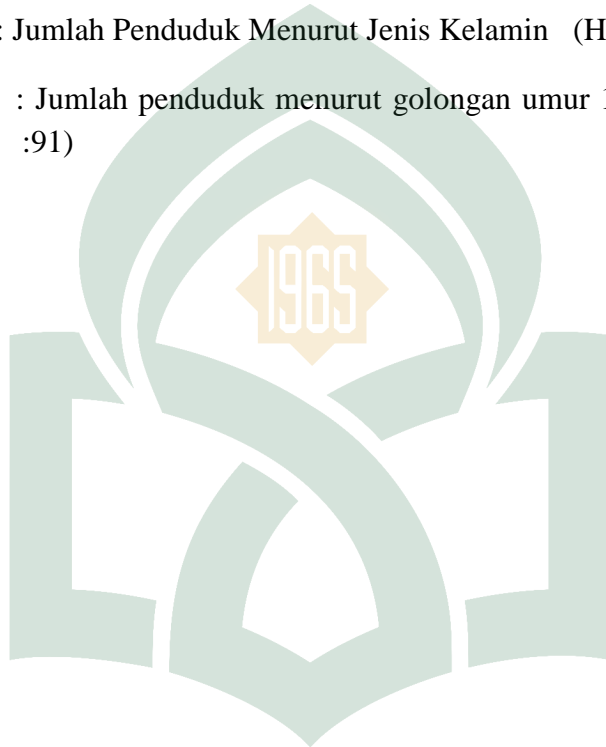 : Jumlah Penduduk Menurut Jenis Kelamin (H
: Jumlah penduduk menurut golongan umur
:91)
1965